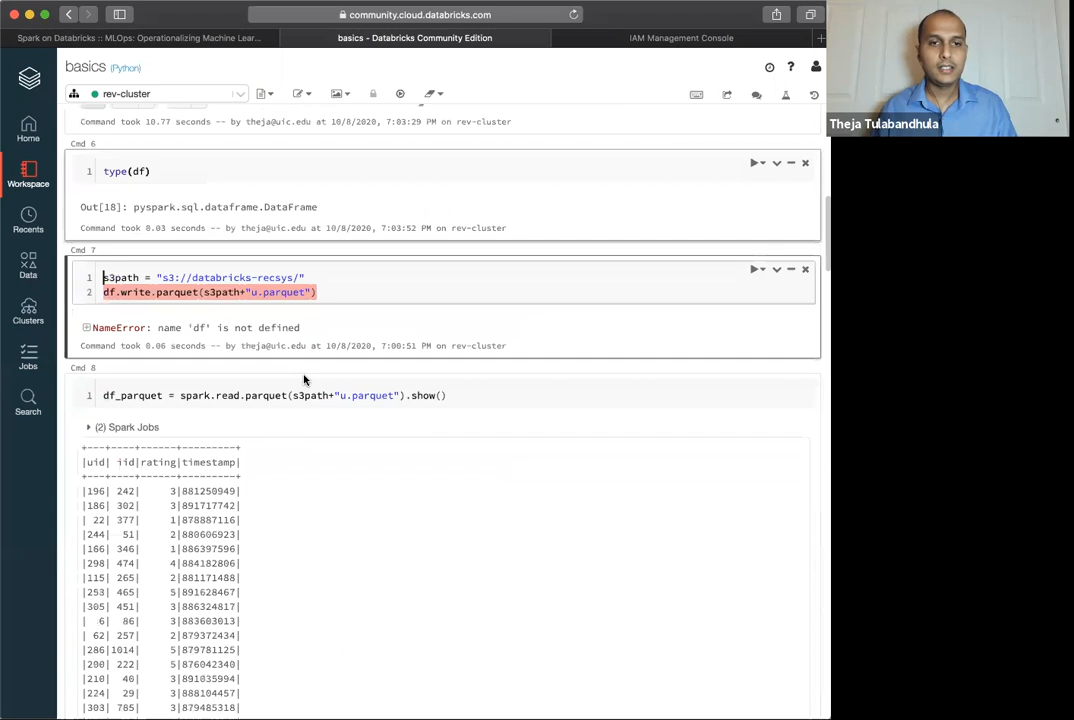 community.cloud.databricks.com
Spark on Databricks :: MLOps: Operationalizing Machine Lear...
basics - Databricks Community Edition
IAM Management Console
basics (Python)
rev-cluster
Home
Workspace
Recents
Data
Clusters
Jobs
Search
Theja Tulabandhula
Command took 10.77 seconds -- by theja@uic.edu at 10/8/2020, 7:03:29 PM on rev-cluster
Cmd 6
1 type(df)
Out[18]: pyspark.sql.dataframe.DataFrame
Command took 0.03 seconds -- by theja@uic.edu at 10/8/2020, 7:03:52 PM on rev-cluster
Cmd 7
1 s3path = "s3://databricks-recsys/"
2 df.write.parquet(s3path+"u.parquet")
NameError: name 'df' is not defined
Command took 0.06 seconds -- by theja@uic.edu at 10/8/2020, 7:00:51 PM on rev-cluster
Cmd 8
1 df_parquet = spark.read.parquet(s3path+"u.parquet").show()
(2) Spark Jobs
+---+----+------+---------+
|uid| iid|rating|timestamp|
+---+----+------+---------+
|196| 242| 3|881250949|
|186| 302| 3|891717742|
| 22| 377| 1|878887116|
|244| 51| 2|880606923|
|166| 346| 1|886397596|
|298| 474| 4|884182806|
|115| 265| 2|881171488|
|253| 465| 5|891628467|
|305| 451| 3|886324817|
| 6| 86| 3|883603013|
| 62| 257| 2|879372434|
|286|1014| 5|879781125|
|200| 222| 5|876042340|
|210| 40| 3|891035994|
|224| 29| 3|888104457|
|303| 785| 3|879485318|